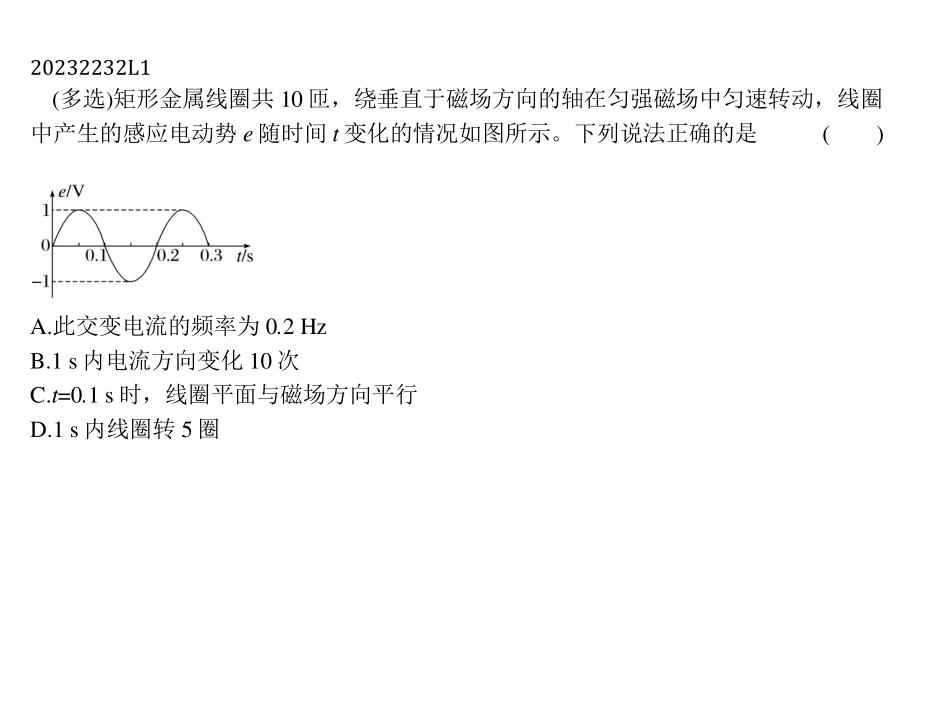 20232232L1
(多选)矩形金属线圈共 10 匝，绕垂直于磁场方向的轴在匀强磁场中匀速转动，线圈
中产生的感应电动势 e 随时间 t 变化的情况如图所示。下列说法正确的是 ( )
e/V
1
0
0.1 0.2 0.3 t/s
−1
A.此交变电流的频率为 0.2 Hz
B.1 s 内电流方向变化 10 次
C.t=0.1 s 时，线圈平面与磁场方向平行
D.1 s 内线圈转 5 圈